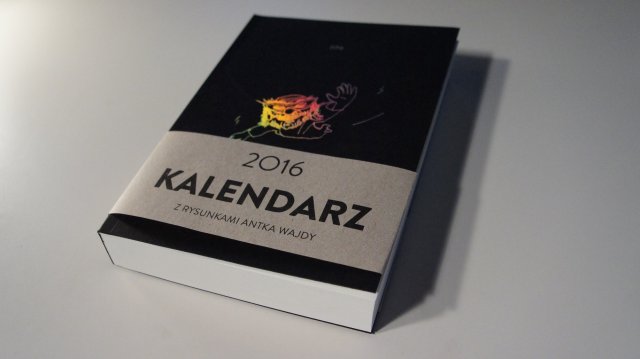 2016
KALENDARZ
Z RYSUNKAMI ANTKA WAJDY